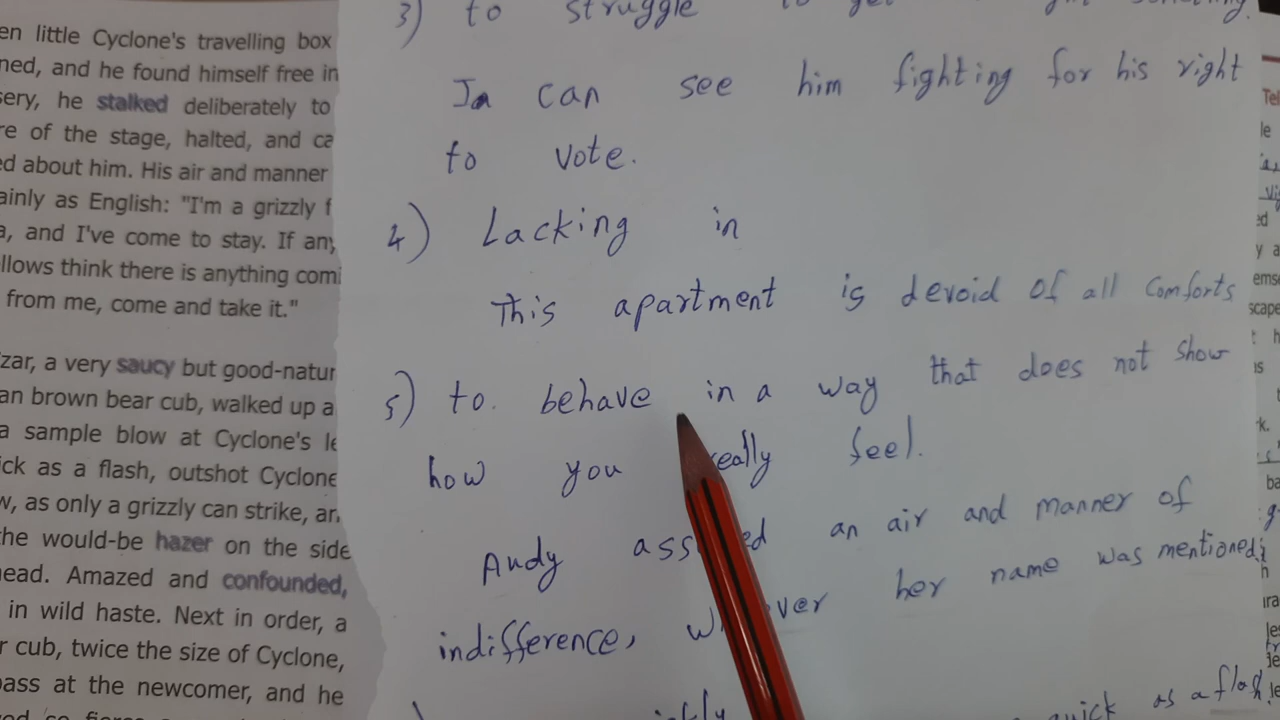 en little Cyclone's travelling box
ned, and he found himself free in
sery, he stalked deliberately to
re of the stage, halted, and ca
ed about him. His air and manner
ainly as English: "I'm a grizzly f
a, and I've come to stay. If any
llows think there is anything comi
from me, come and take it."
zar, a very saucy but good-natur
an brown bear cub, walked up a
a sample blow at Cyclone's le
ick as a flash, outshot Cyclone
w, as only a grizzly can strike, an
the would-be hazer on the side
head. Amazed and confounded,
in wild haste. Next in order, a
r cub, twice the size of Cyclone,
pass at the newcomer, and he
3) to struggle to get
Ja can see him fighting for his right
to vote.
4) Lacking in
This apartment is devoid of all comforts
5) to. behave in a way that does not show
how you really feel.
Andy ass ed an air and manner of
indifference, w ver her name was mentioned.
quick as a flash